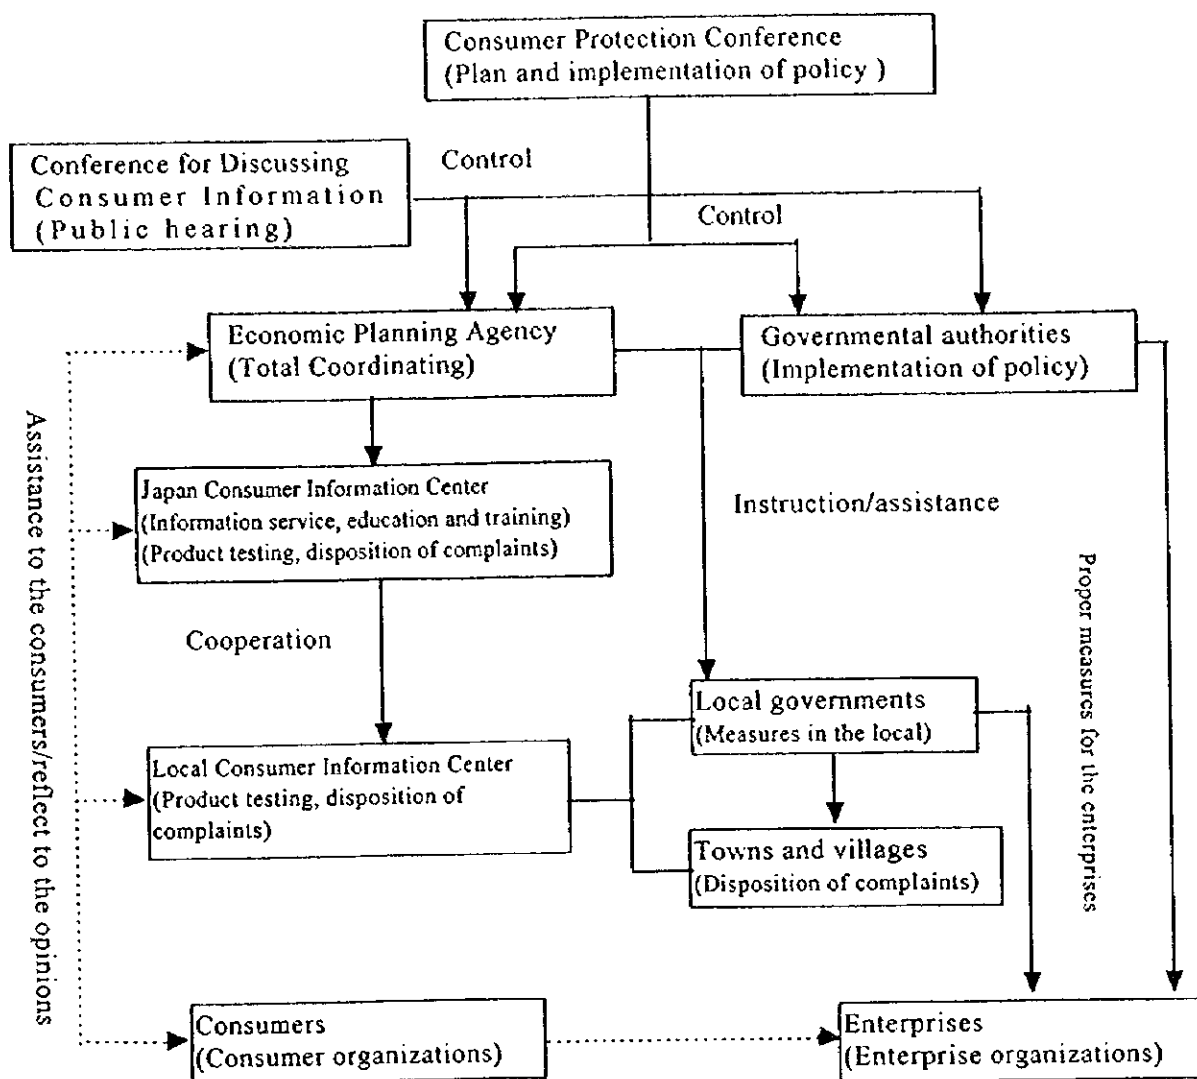 Consumer Protection Conference
(Plan and implementation of policy )
Conference for Discussing
Consumer Information
(Public hearing)
Control
Control
Economic Planning Agency
(Total Coordinating)
Governmental authorities
(Implementation of policy)
Japan Consumer Information Center
(Information service, education and training)
(Product testing, disposition of complaints)
Instruction/assistance
Cooperation
Local governments
(Measures in the local)
Local Consumer Information Center
(Product testing, disposition of
complaints)
Towns and villages
(Disposition of complaints)
Assistance to the consumers/reflect to the opinions
Proper measures for the enterprises
Consumers
(Consumer organizations)
Enterprises
(Enterprise organizations)